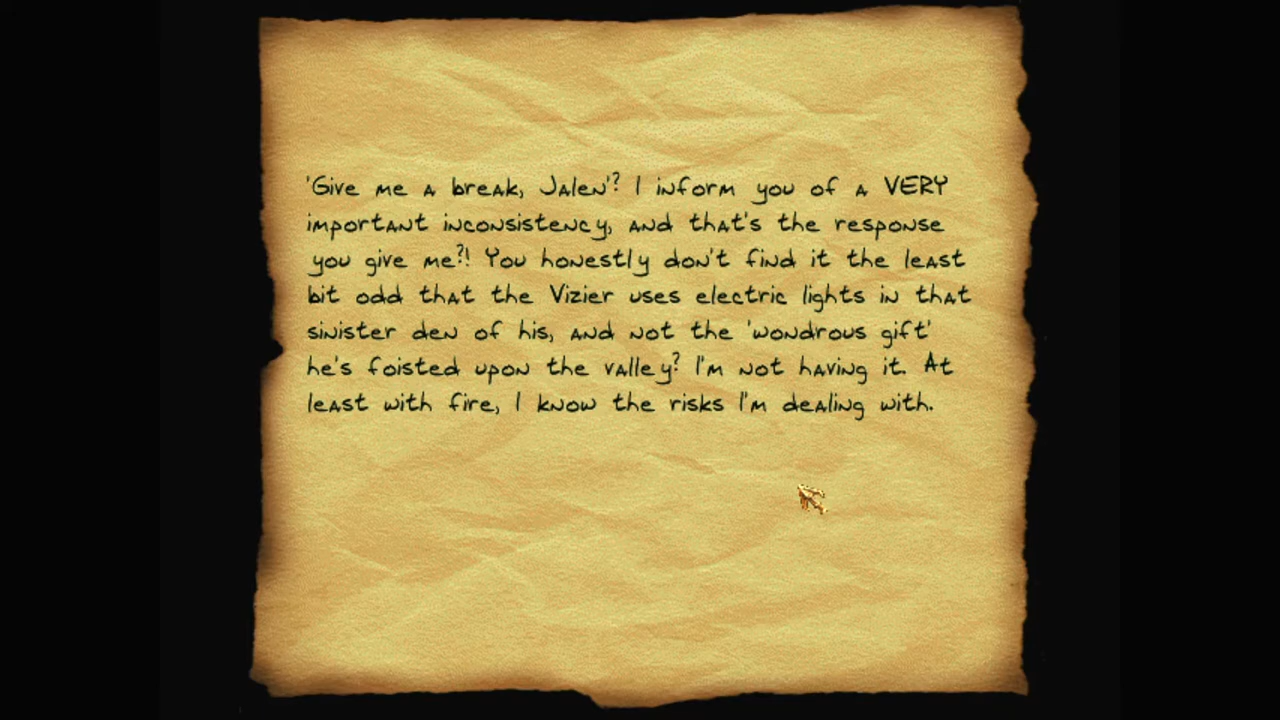 'Give me a break, Jalen'? I inform you of a VERY
important inconsistency, and that's the response
you give me?! You honestly don't find it the least
bit odd that the Vizier uses electric lights in that
sinister den of his, and not the 'wondrous gift'
he's foisted upon the valley? I'm not having it. At
least with fire, I know the risks I'm dealing with.